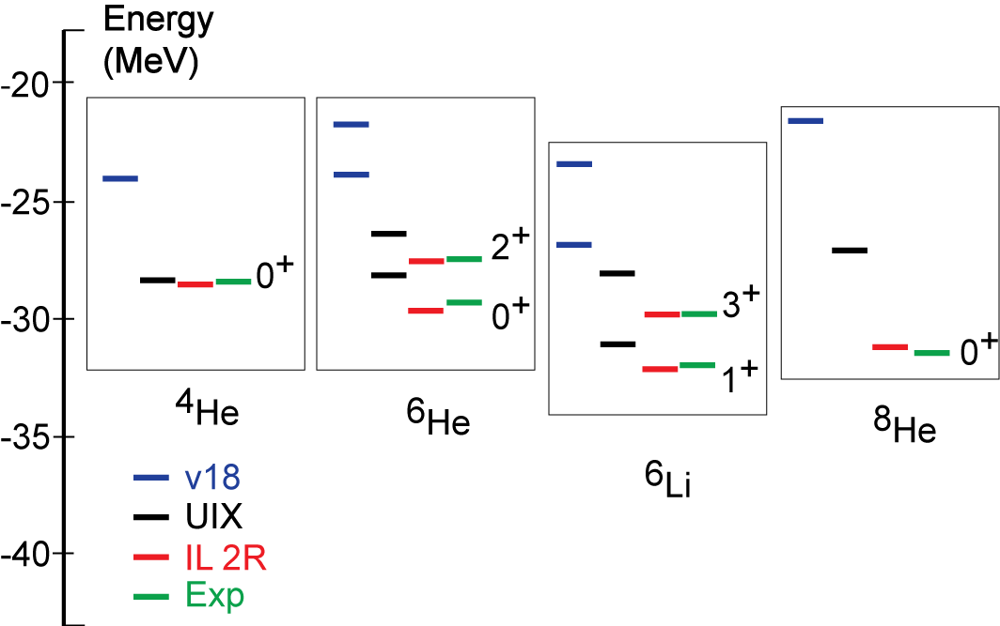 Energy
(MeV)
-20
-25
-30
-35
-40
0⁺
2⁺
0⁺
3⁺
1⁺
0⁺
⁴He
⁶He
⁶Li
⁸He
v18
UIX
IL 2R
Exp